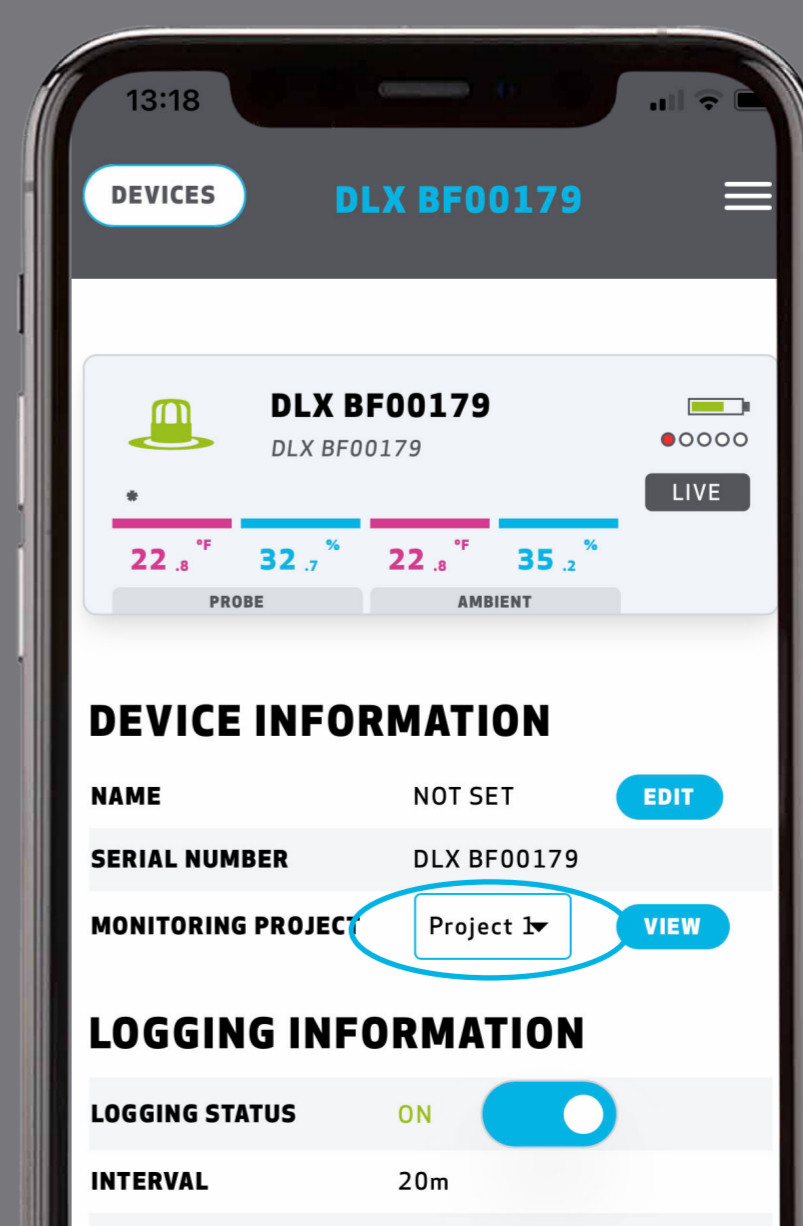 13:18
DEVICES DLX BF00179
DLX BF00179
DLX BF00179
LIVE
22.8 °F 32.7 % 22.8 °F 35.2 %
PROBE AMBIENT
DEVICE INFORMATION
NAME NOT SET EDIT
SERIAL NUMBER DLX BF00179
MONITORING PROJECT Project 1 VIEW
LOGGING INFORMATION
LOGGING STATUS ON
INTERVAL 20m